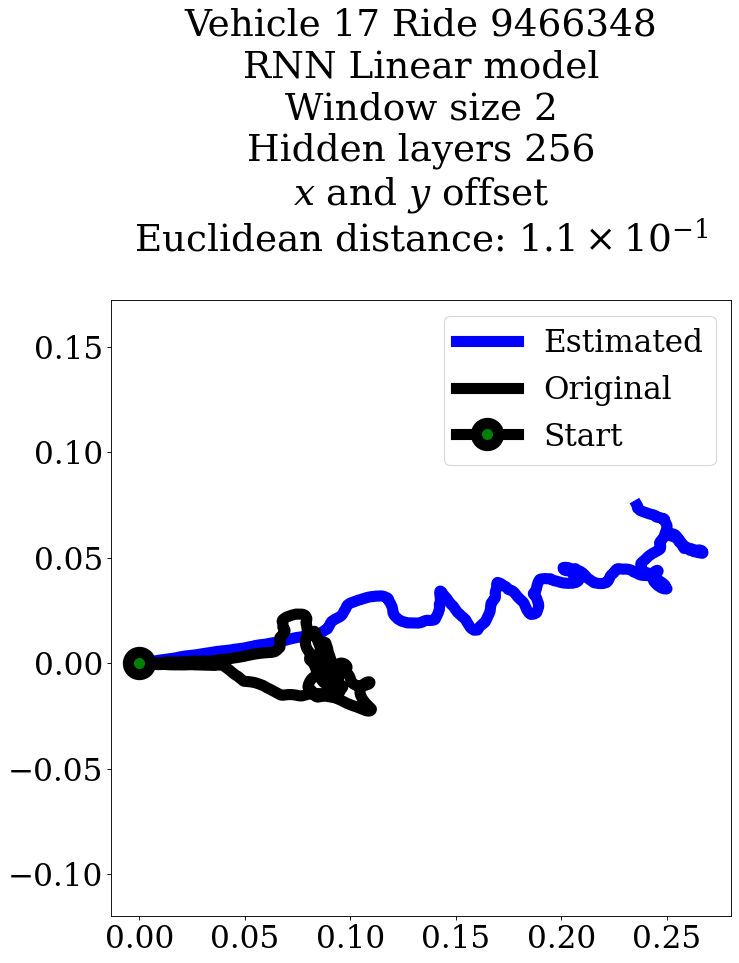 Vehicle 17 Ride 9466348
RNN Linear model
Window size 2
Hidden layers 256
x and y offset
Euclidean distance: 1.1 × 10⁻¹
Estimated
Original
Start
0.15
0.10
0.05
0.00
−0.05
−0.10
0.00 0.05 0.10 0.15 0.20 0.25